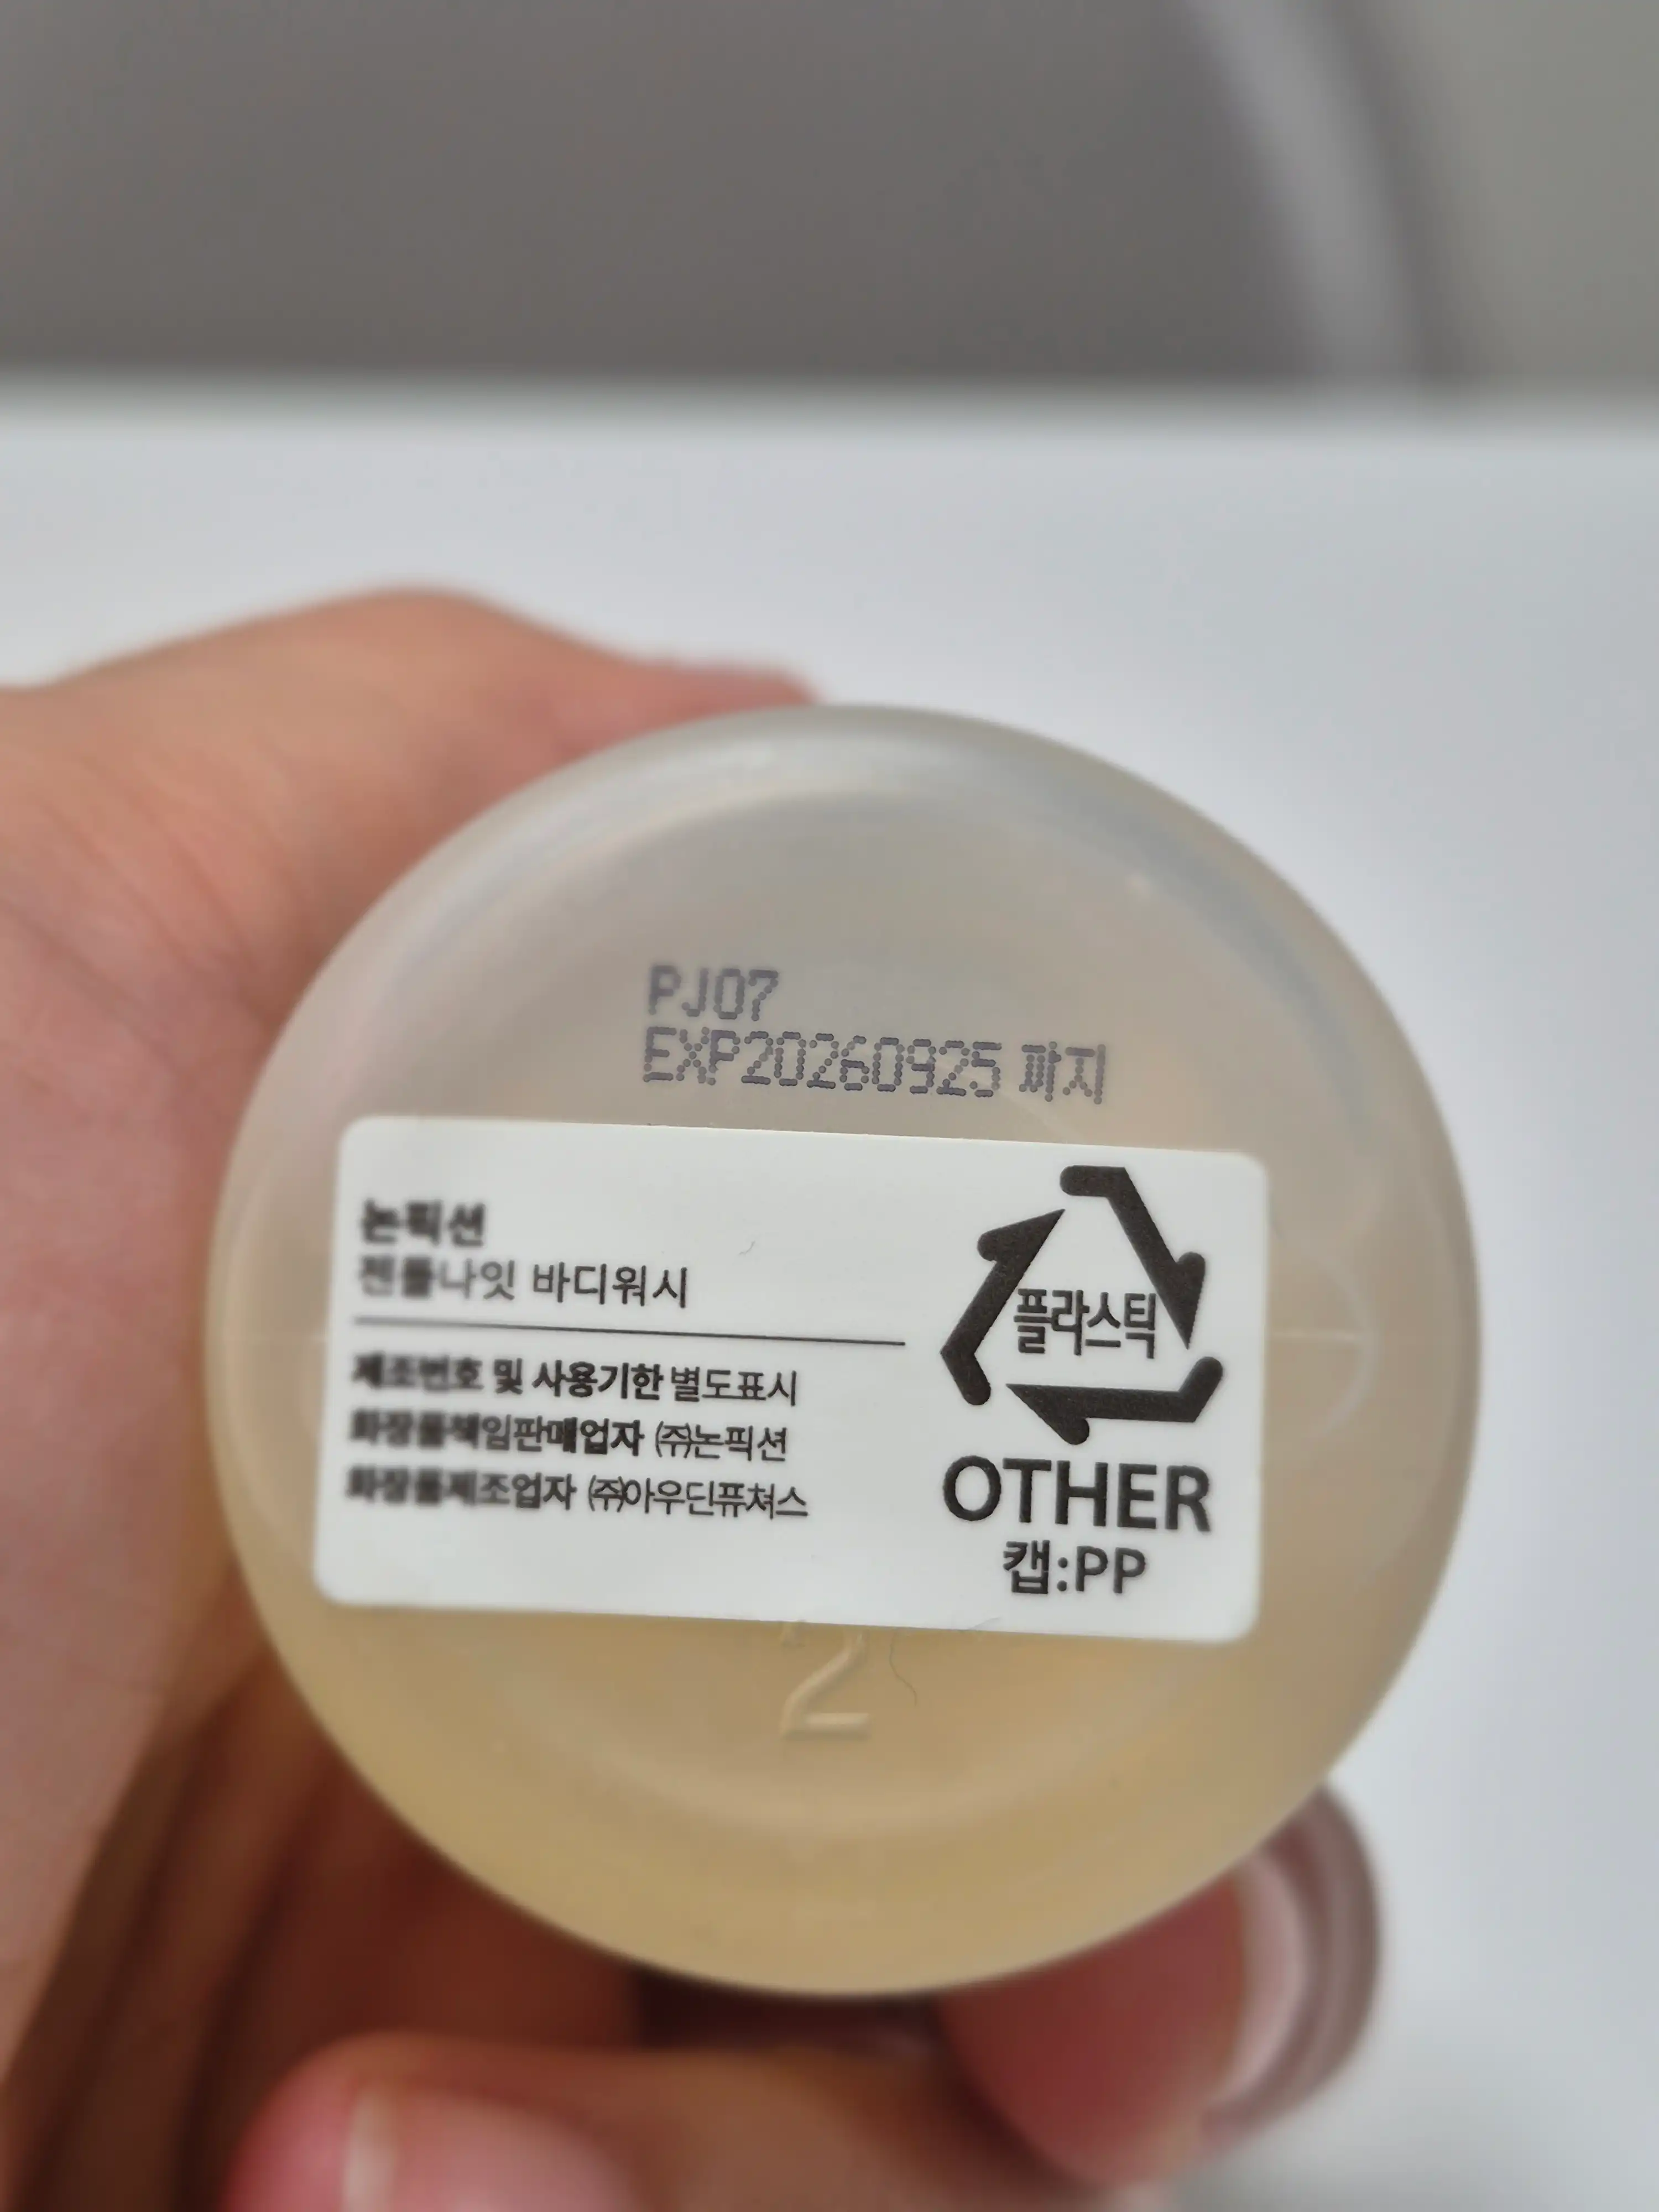 PJ07
EXP20260925 까지
논픽션
젠틀나잇 바디워시
제조번호 및 사용기한 별도표시
화장품책임판매업자 ㈜논픽션
화장품제조업자 ㈜아우딘퓨쳐스
플라스틱
OTHER
캡:PP
2